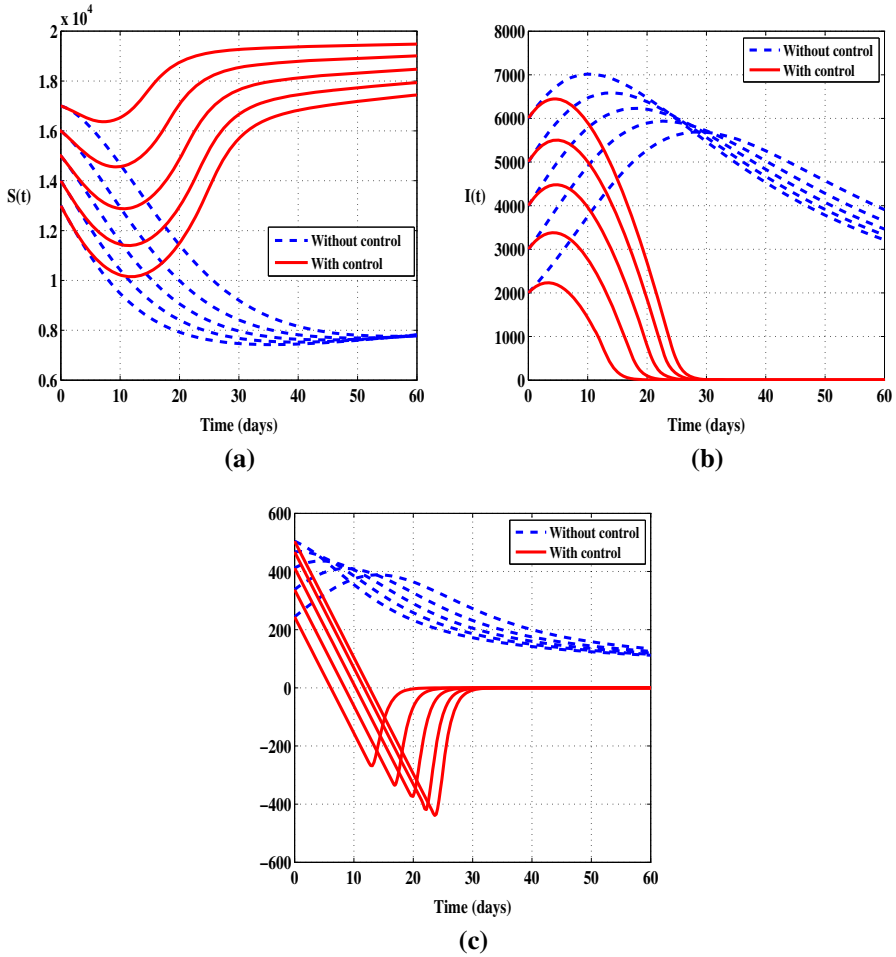 x 10⁴
2
1.8
1.6
1.4
S(t)
1.2
1
0.8
0.6
0 10 20 30 40 50 60
Without control
With control
Time (days)
(a)
8000
7000
6000
5000
I(t)
4000
3000
2000
1000
0
0 10 20 30 40 50 60
Without control
With control
Time (days)
(b)
600
400
200
0
−200
−400
−600
0 10 20 30 40 50 60
Without control
With control
Time (days)
(c)